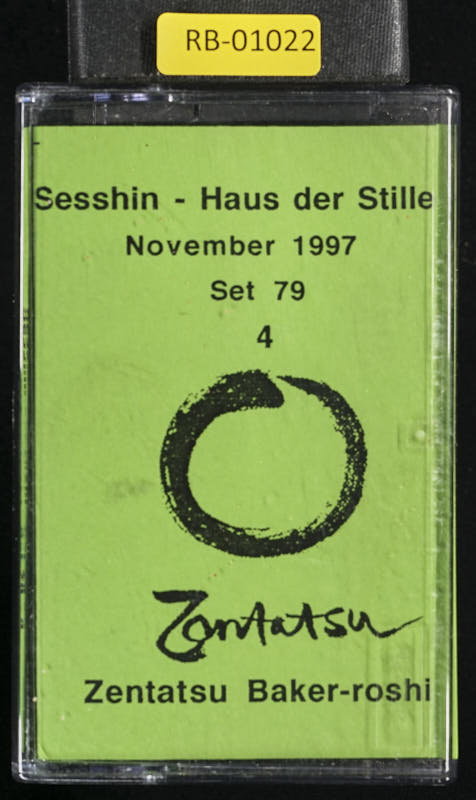 RB-01022
Sesshin - Haus der Stille
November 1997
Set 79
4
Zentatsu
Zentatsu Baker-roshi